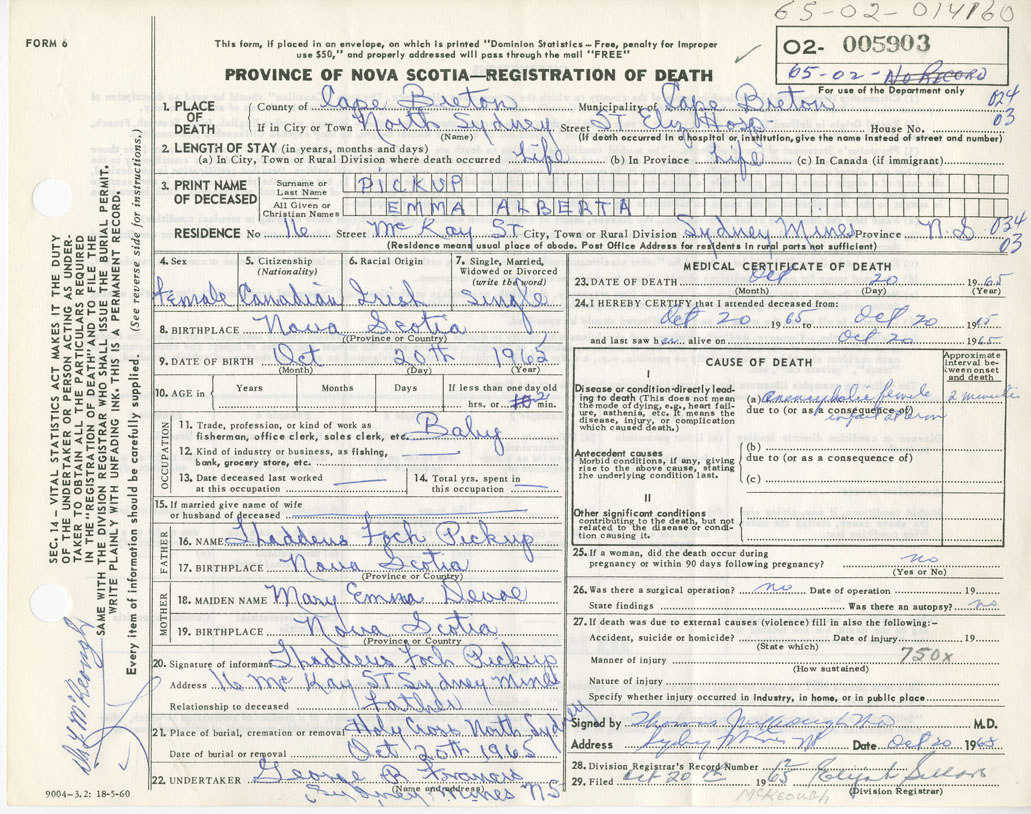 65-02-014160
FORM 6
This form, if placed in an envelope, on which is printed "Dominion Statistics—Free, penalty for improper
use $50," and properly addressed will pass through the mail "FREE"
02- 005903
65-02-No Record
For use of the Department only
PROVINCE OF NOVA SCOTIA—REGISTRATION OF DEATH
1. PLACE OF DEATH
County of Cape Breton Municipality of Cape Breton 024
If in City or Town North Sydney Street St Eliz Hosp House No. 03
(Name) (If death occurred in a hospital or institution, give the name instead of street and number)
2. LENGTH OF STAY (in years, months and days)
(a) In City, Town or Rural Division where death occurred Life (b) In Province Life (c) In Canada (if immigrant)
3. PRINT NAME OF DECEASED
Surname or Last Name PICKUP
All Given or Christian Names EMMA ALBERTA
RESIDENCE No 16 Street McKay St City, Town or Rural Division Sydney Mines Province N.S 034
03
(Residence means usual place of abode. Post Office Address for residents in rural parts not sufficient)
4. Sex
Female
5. Citizenship (Nationality)
Canadian
6. Racial Origin
Irish
7. Single, Married, Widowed or Divorced (write the word)
Single
8. BIRTHPLACE Nova Scotia
(Province or Country)
9. DATE OF BIRTH Oct 20th 196
(Month) (Day) (Year)
10. AGE in
Years Months Days If less than one day old
hrs. or 2 min.
OCCUPATION
11. Trade, profession, or kind of work as
fisherman, office clerk, sales clerk, etc. Baby
12. Kind of industry or business, as fishing,
bank, grocery store, etc.
13. Date deceased last worked
at this occupation
14. Total yrs. spent in
this occupation
15. If married give name of wife
or husband of deceased
FATHER
16. NAME Thaddeus Foch Pickup
17. BIRTHPLACE Nova Scotia
(Province or Country)
MOTHER
18. MAIDEN NAME Mary Emma Devoe
19. BIRTHPLACE Nova Scotia
(Province or Country)
20. Signature of informant Thaddeus Foch Pickup
Address 16 McKay St Sydney Mines
Relationship to deceased Father
21. Place of burial, cremation or removal Holy Cross North Sydney
Date of burial or removal Oct 20th 1965
22. UNDERTAKER George B Francis
(Name and address)
Sydney Mines NS
9004-3.2: 18-5-60
MEDICAL CERTIFICATE OF DEATH
23. DATE OF DEATH Oct 20 1965
(Month) (Day) (Year)
24. I HEREBY CERTIFY that I attended deceased from:
Oct 20 1965 to Oct 20 1965
and last saw h alive on Oct 20 1965
CAUSE OF DEATH
Approximate interval between onset and death
I
Disease or condition directly leading to death (This does not mean
the mode of dying, e.g., heart failure, asthenia, etc. It means the
disease, injury, or complication
which caused death.)
(a) female 2 minutes
due to (or as a consequence of)
Antecedent causes
Morbid conditions, if any, giving
rise to the above cause, stating
the underlying condition last.
(b)
due to (or as a consequence of)
(c)
II
Other significant conditions
contributing to the death, but not
related to the disease or condition causing it.
25. If a woman, did the death occur during
pregnancy or within 90 days following pregnancy? no
(Yes or No)
26. Was there a surgical operation? no Date of operation 19
State findings Was there an autopsy? no
27. If death was due to external causes (violence) fill in also the following:-
Accident, suicide or homicide? Date of injury 19
(State which)
Manner of injury 750x
(How sustained)
Nature of injury
Specify whether injury occurred in industry, in home, or in public place
Signed by M.D.
Address Date Oct 20 1965
28. Division Registrar's Record Number 12
29. Filed Oct 20th 1965
(Division Registrar)
McKeough
SEC. 14 – VITAL STATISTICS ACT MAKES IT THE DUTY
OF THE UNDERTAKER OR PERSON ACTING AS UNDER-
TAKER TO OBTAIN ALL THE PARTICULARS REQUIRED
IN THE "REGISTRATION OF DEATH" AND TO FILE THE
SAME WITH THE DIVISION REGISTRAR WHO SHALL ISSUE THE BURIAL PERMIT.
WRITE PLAINLY WITH UNFADING INK. THIS IS A PERMANENT RECORD.
Every item of information should be carefully supplied. (See reverse side for instructions.)